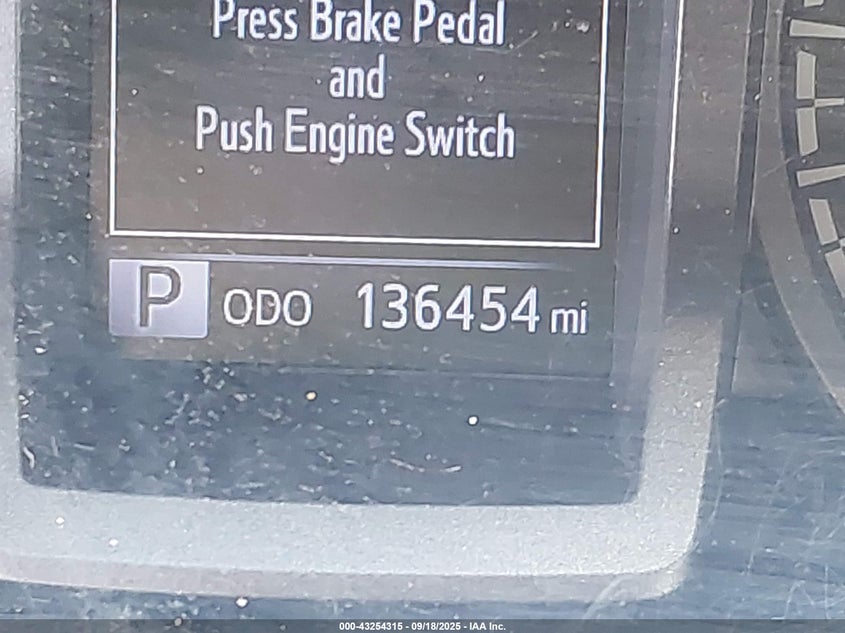 Press Brake Pedal
and
Push Engine Switch
P ODO 136454 mi
000-43254315 - 09/18/2025 - IAA Inc.